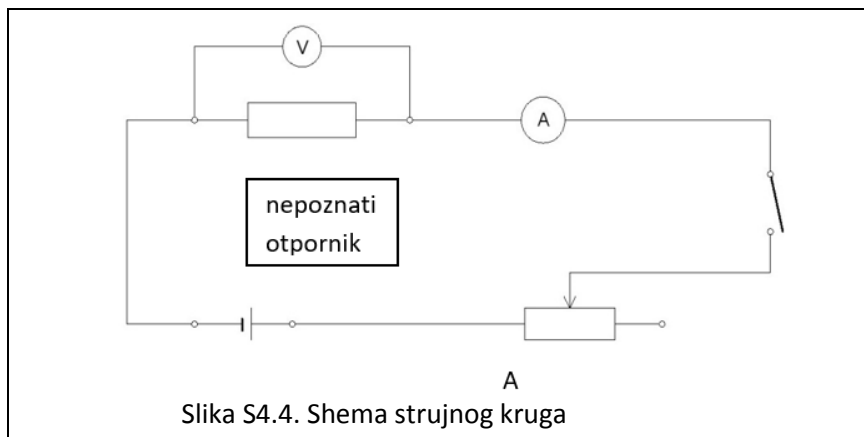 V
A
nepoznati
otpornik
A
Slika S4.4. Shema strujnog kruga